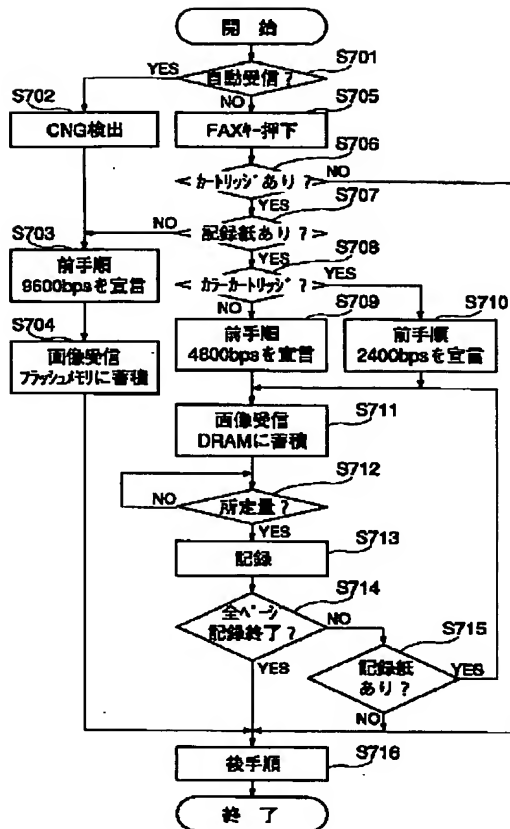 開始
S701
YES
自動受信？
S702
NO
S705
CNG検出
FAXｷｰ押下
S706
ｶｰﾄﾘｯｼﾞあり？
NO
S707
YES
S703
NO
記録紙あり？
S708
YES
前手順
9600bpsを宣言
ｶﾗｰｶｰﾄﾘｯｼﾞ？
YES
S709
S710
NO
S704
前手順
4800bpsを宣言
前手順
2400bpsを宣言
画像受信
ﾌﾗｯｼｭﾒﾓﾘに蓄積
S711
画像受信
DRAMに蓄積
S712
NO
所定量？
YES
S713
記録
S714
全ﾍﾟｰｼﾞ
記録終了？
NO
S715
YES
記録紙
あり？
YES
NO
S716
後手順
終了